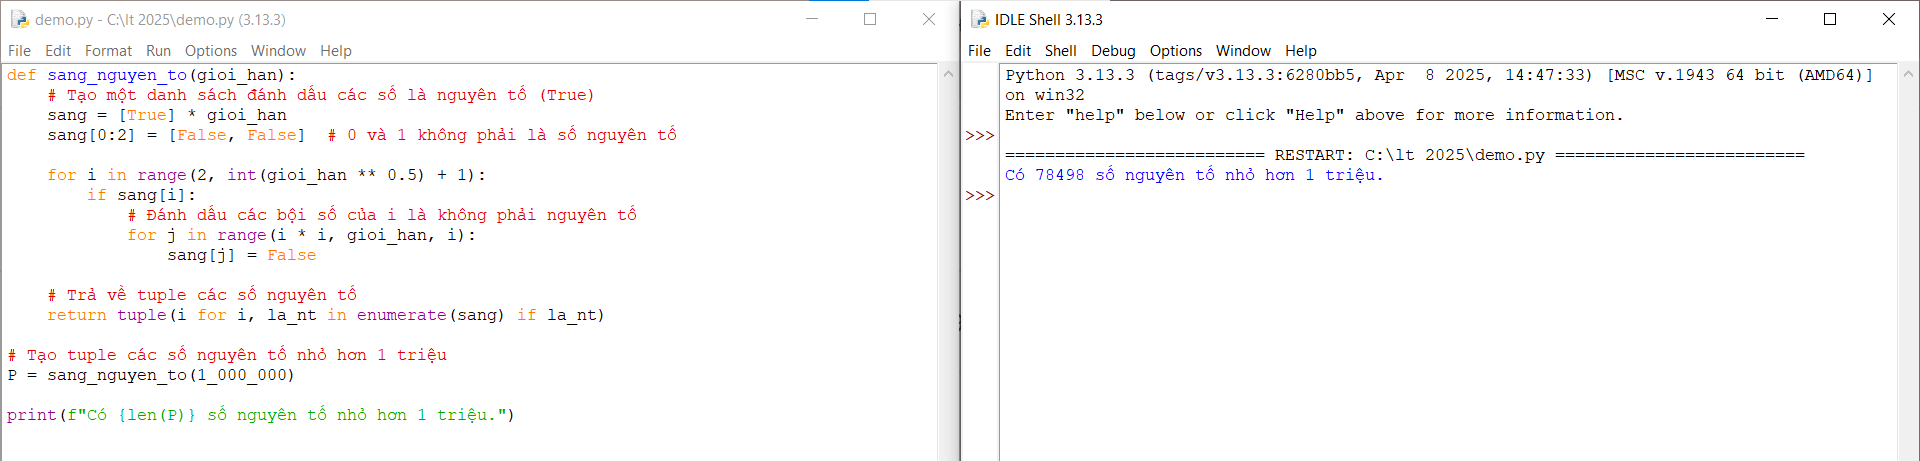 demo.py - C:\lt 2025\demo.py (3.13.3)
File Edit Format Run Options Window Help
def sang_nguyen_to(gioi_han):
    # Tạo một danh sách đánh dấu các số là nguyên tố (True)
    sang = [True] * gioi_han
    sang[0:2] = [False, False]  # 0 và 1 không phải là số nguyên tố
    for i in range(2, int(gioi_han ** 0.5) + 1):
        if sang[i]:
            # Đánh dấu các bội số của i là không phải nguyên tố
            for j in range(i * i, gioi_han, i):
                sang[j] = False
    # Trả về tuple các số nguyên tố
    return tuple(i for i, la_nt in enumerate(sang) if la_nt)
# Tạo tuple các số nguyên tố nhỏ hơn 1 triệu
P = sang_nguyen_to(1_000_000)
print(f"Có {len(P)} số nguyên tố nhỏ hơn 1 triệu.")
IDLE Shell 3.13.3
File Edit Shell Debug Options Window Help
Python 3.13.3 (tags/v3.13.3:6280bb5, Apr  8 2025, 14:47:33) [MSC v.1943 64 bit (AMD64)]
on win32
Enter "help" below or click "Help" above for more information.
>>>
========================== RESTART: C:\lt 2025\demo.py =========================
Có 78498 số nguyên tố nhỏ hơn 1 triệu.
>>>